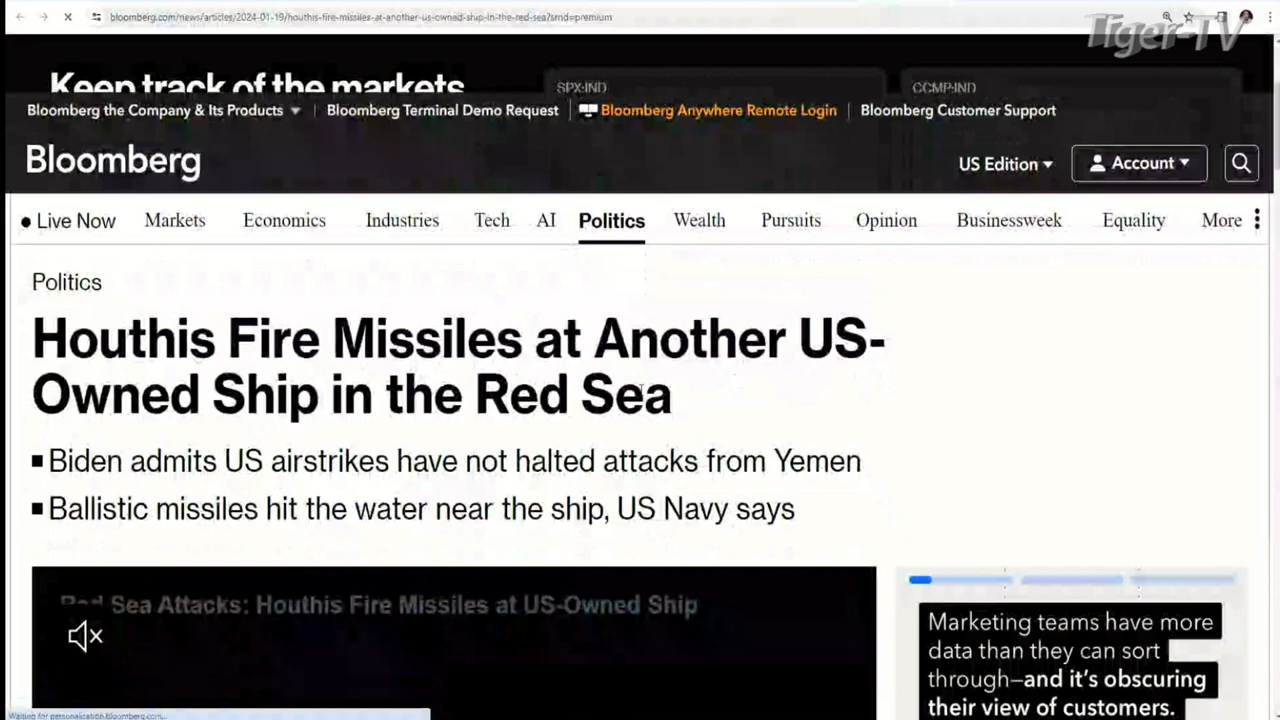 bloomberg.com/news/articles/2024-01-19/houthis-fire-missiles-at-another-us-owned-ship-in-the-red-sea?srnd=premium
Tiger-TV
Keep track of the markets
SPX:IND
CCMP:IND
Bloomberg the Company & Its Products
Bloomberg Terminal Demo Request
Bloomberg Anywhere Remote Login
Bloomberg Customer Support
Bloomberg
US Edition
Account
Live Now
Markets
Economics
Industries
Tech
AI
Politics
Wealth
Pursuits
Opinion
Businessweek
Equality
More
Politics
Houthis Fire Missiles at Another US-
Owned Ship in the Red Sea
Biden admits US airstrikes have not halted attacks from Yemen
Ballistic missiles hit the water near the ship, US Navy says
Red Sea Attacks: Houthis Fire Missiles at US-Owned Ship
Marketing teams have more
data than they can sort
through—and it's obscuring
their view of customers.
Waiting for personalization.bloomberg.com...